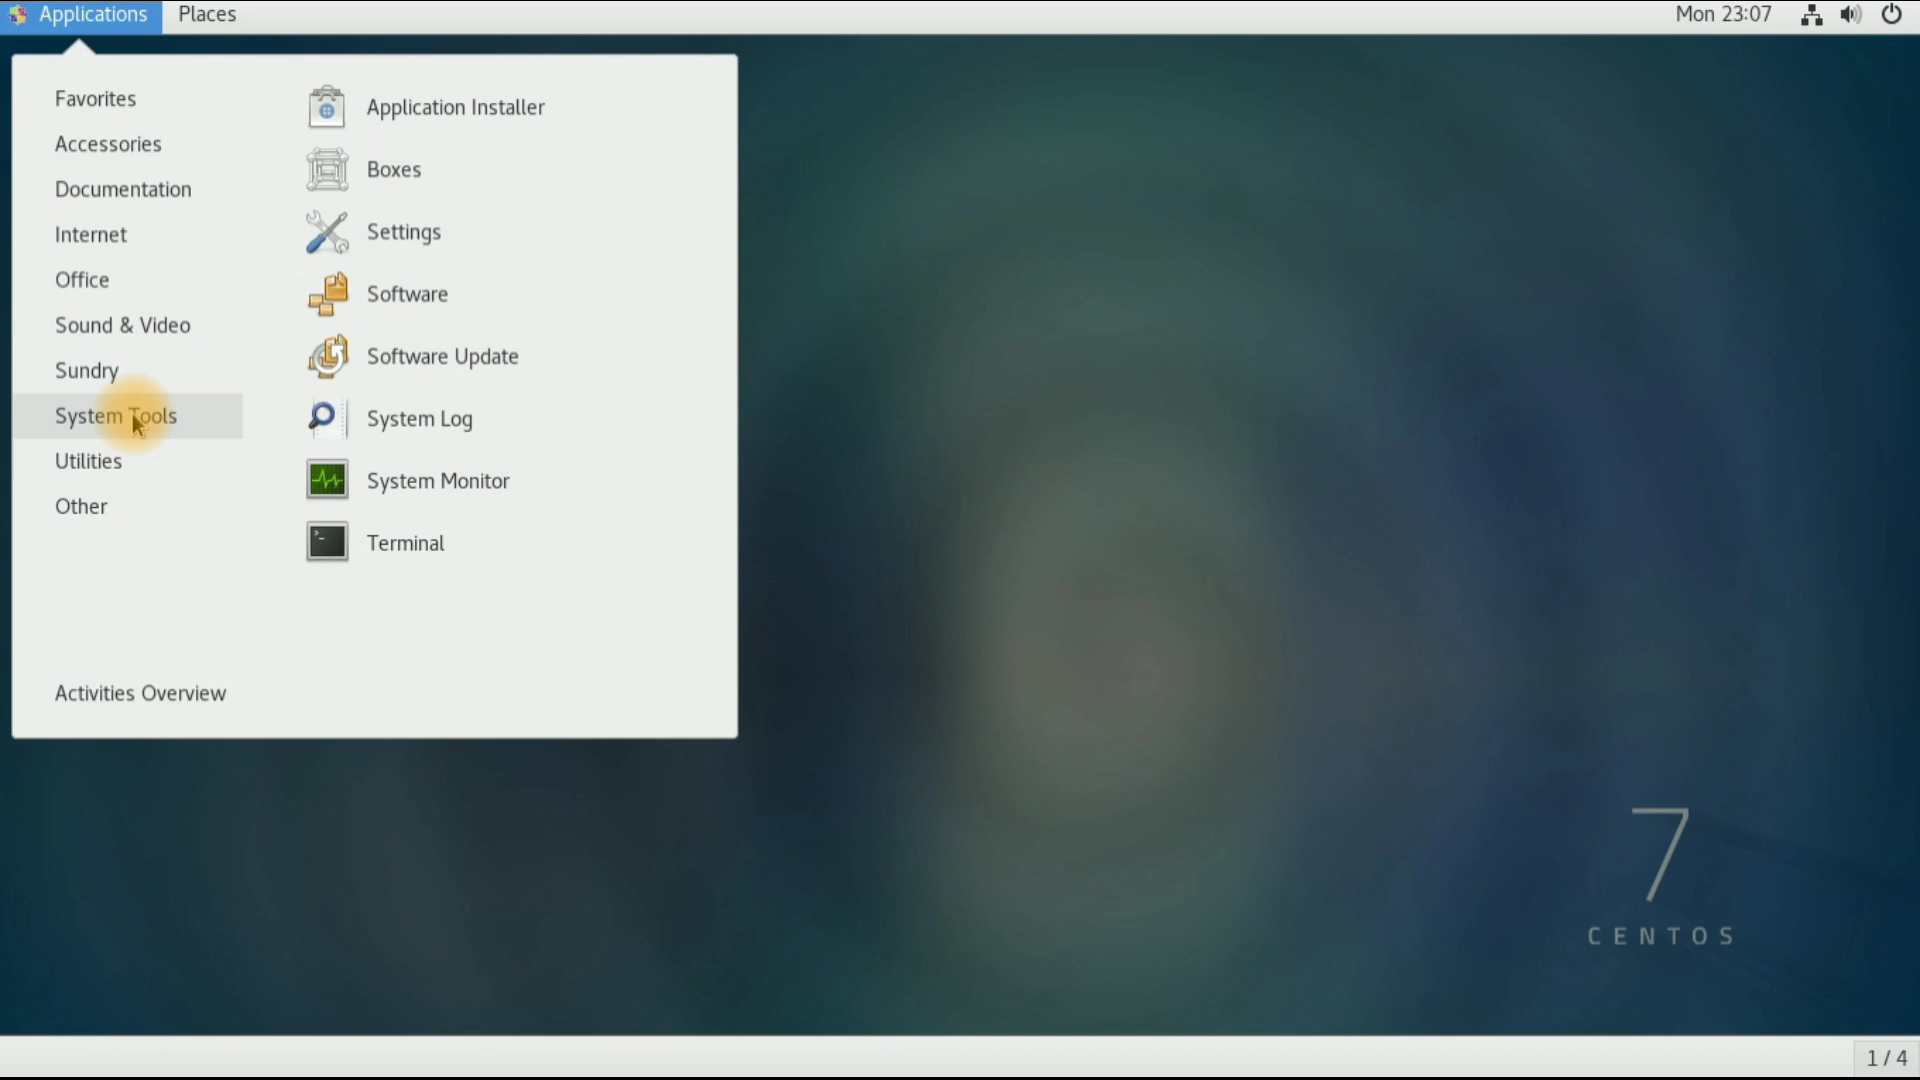 Applications Places Mon 23:07
Favorites
Accessories
Documentation
Internet
Office
Sound & Video
Sundry
System Tools
Utilities
Other
Activities Overview
Application Installer
Boxes
Settings
Software
Software Update
System Log
System Monitor
Terminal
7
CENTOS
1 / 4